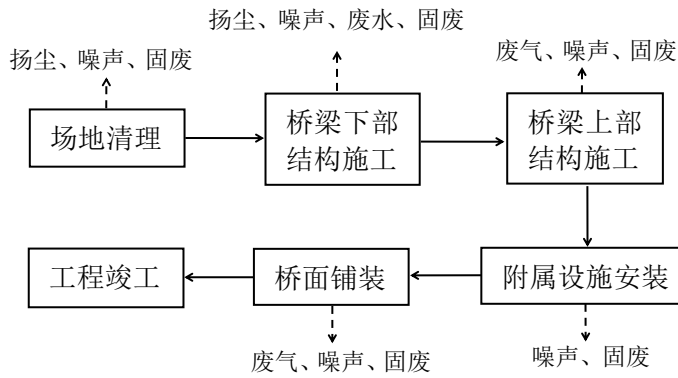 扬尘、噪声、废水、固废
扬尘、噪声、固废
废气、噪声、固废
场地清理
桥梁下部
结构施工
桥梁上部
结构施工
工程竣工
桥面铺装
附属设施安装
废气、噪声、固废
噪声、固废